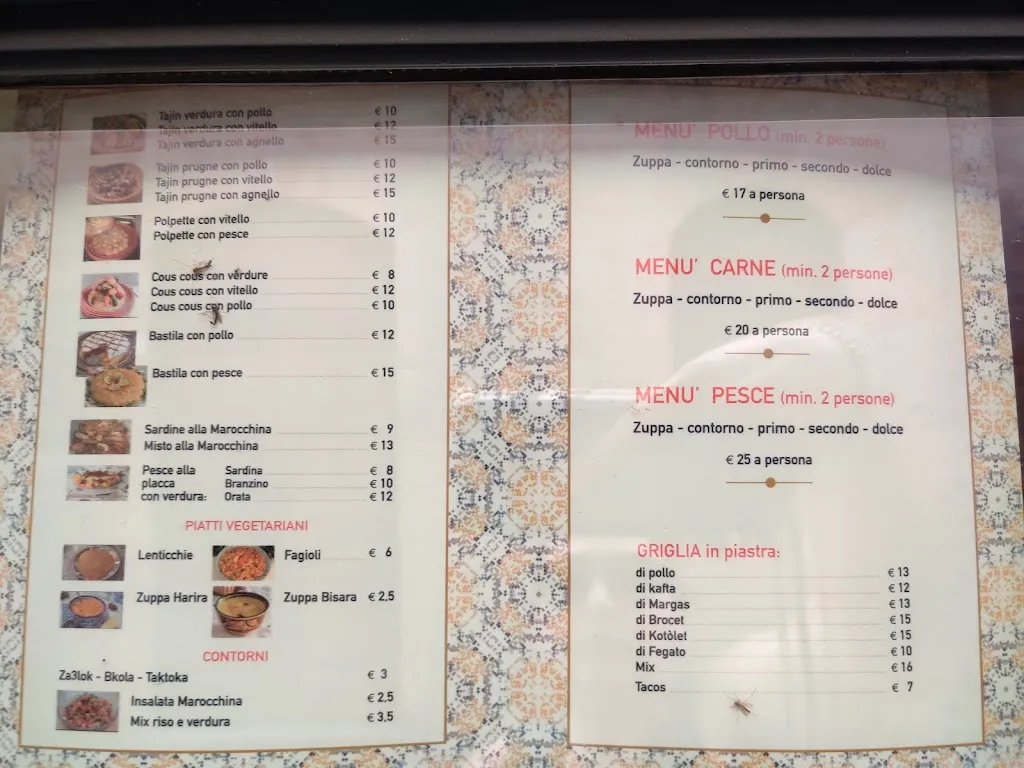 Tajin verdura con pollo € 10
Tajin verdura con vitello € 12
Tajin verdura con agnello € 15
Tajin prugne con pollo € 10
Tajin prugne con vitello € 12
Tajin prugne con agnello € 15
Polpette con vitello € 10
Polpette con pesce € 12
Cous cous con verdure € 8
Cous cous con vitello € 12
Cous cous con pollo € 10
Bastila con pollo € 12
Bastila con pesce € 15
Sardine alla Marocchina € 9
Misto alla Marocchina € 13
Pesce alla Sardina € 8
placca Branzino € 10
con verdura: Orata € 12
PIATTI VEGETARIANI
Lenticchie Fagioli € 6
Zuppa Harira Zuppa Bisara € 2,5
CONTORNI
Za3lok - Bkola - Taktoka € 3
Insalata Marocchina € 2,5
Mix riso e verdura € 3,5
MENU' POLLO (min. 2 persone)
Zuppa - contorno - primo - secondo - dolce
€ 17 a persona
MENU' CARNE (min. 2 persone)
Zuppa - contorno - primo - secondo - dolce
€ 20 a persona
MENU' PESCE (min. 2 persone)
Zuppa - contorno - primo - secondo - dolce
€ 25 a persona
GRIGLIA in piastra:
di pollo € 13
di kafta € 12
di Margas € 13
di Brocet € 15
di Kotòlet € 15
di Fegato € 10
Mix € 16
Tacos € 7